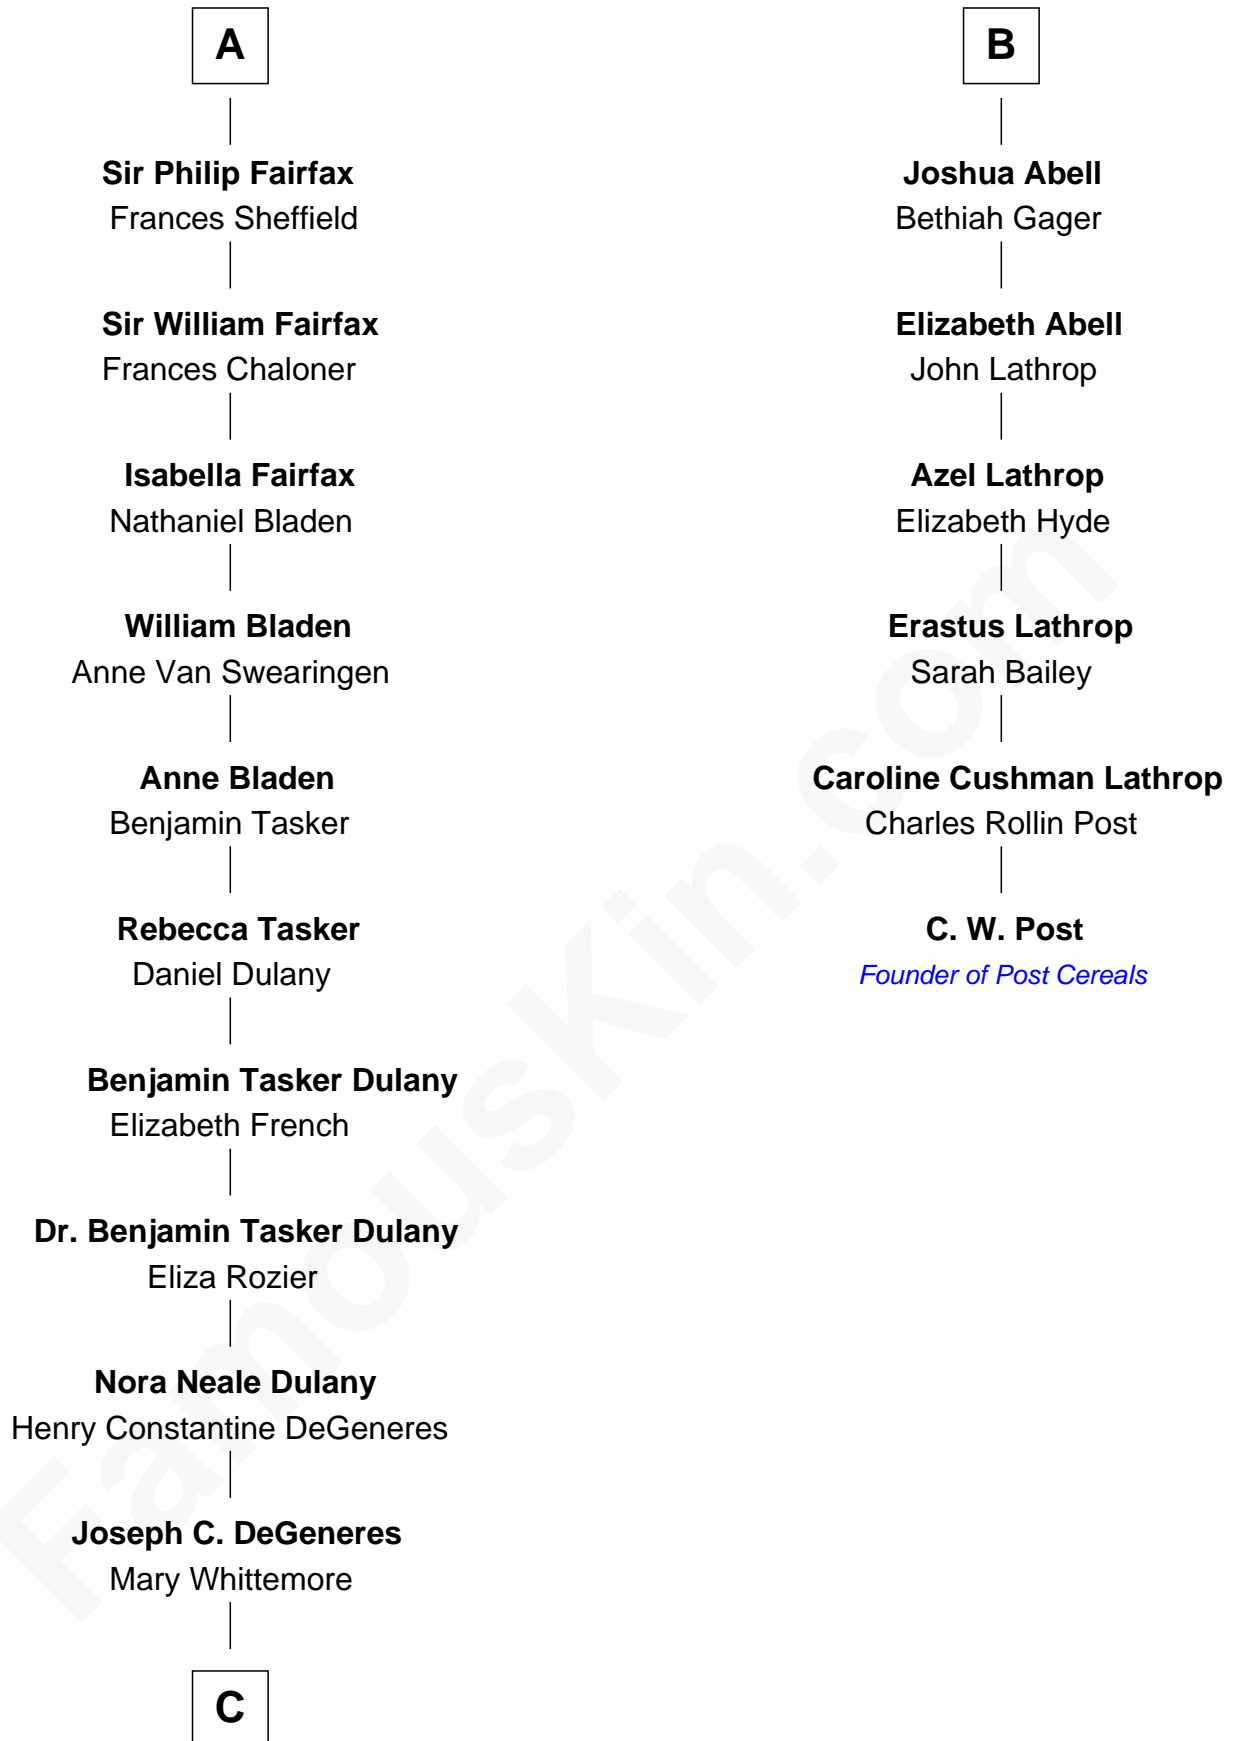 A
Sir Philip Fairfax
Frances Sheffield
Sir William Fairfax
Frances Chaloner
Isabella Fairfax
Nathaniel Bladen
William Bladen
Anne Van Swearingen
Anne Bladen
Benjamin Tasker
Rebecca Tasker
Daniel Dulany
Benjamin Tasker Dulany
Elizabeth French
Dr. Benjamin Tasker Dulany
Eliza Rozier
Nora Neale Dulany
Henry Constantine DeGeneres
Joseph C. DeGeneres
Mary Whittemore
C
B
Joshua Abell
Bethiah Gager
Elizabeth Abell
John Lathrop
Azel Lathrop
Elizabeth Hyde
Erastus Lathrop
Sarah Bailey
Caroline Cushman Lathrop
Charles Rollin Post
C. W. Post
Founder of Post Cereals
FamousKin.com